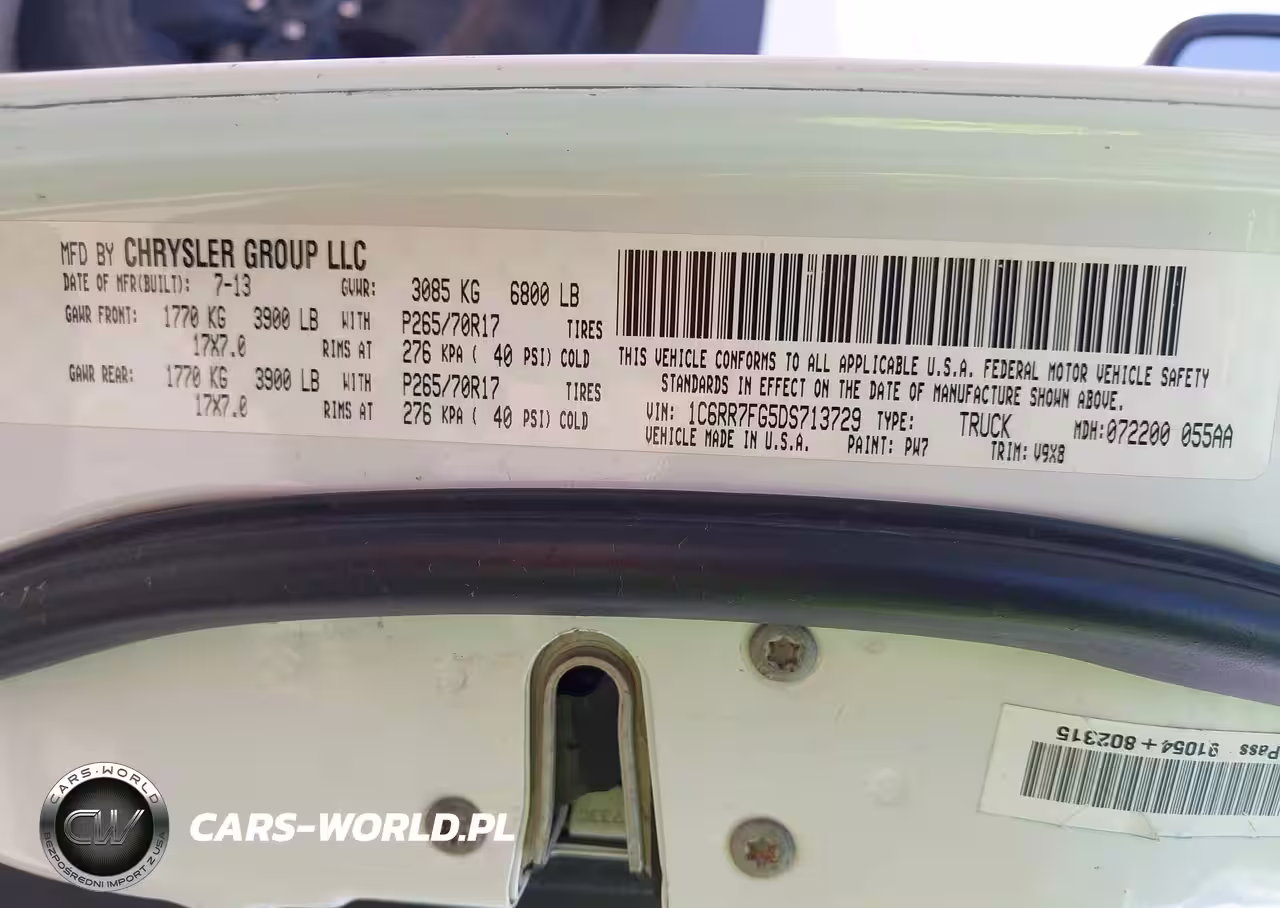 MFD BY CHRYSLER GROUP LLC
DATE OF MFR(BUILT): 7-13 GVWR: 3085 KG 6800 LB
GAWR FRONT: 1770 KG 3900 LB WITH P265/70R17 TIRES
17X7.0 RIMS AT 276 KPA ( 40 PSI) COLD
GAWR REAR: 1770 KG 3900 LB WITH P265/70R17 TIRES
17X7.0 RIMS AT 276 KPA ( 40 PSI) COLD
THIS VEHICLE CONFORMS TO ALL APPLICABLE U.S.A. FEDERAL MOTOR VEHICLE SAFETY
STANDARDS IN EFFECT ON THE DATE OF MANUFACTURE SHOWN ABOVE.
VIN: 1C6RR7FG5DS713729 TYPE: TRUCK MDH:072200 055AA
VEHICLE MADE IN U.S.A. PAINT: PW7 TRIM: V9X8
Pass 91054+802315
CARS-WORLD
CW
BEZPOŚREDNI IMPORT Z USA
CARS-WORLD.PL